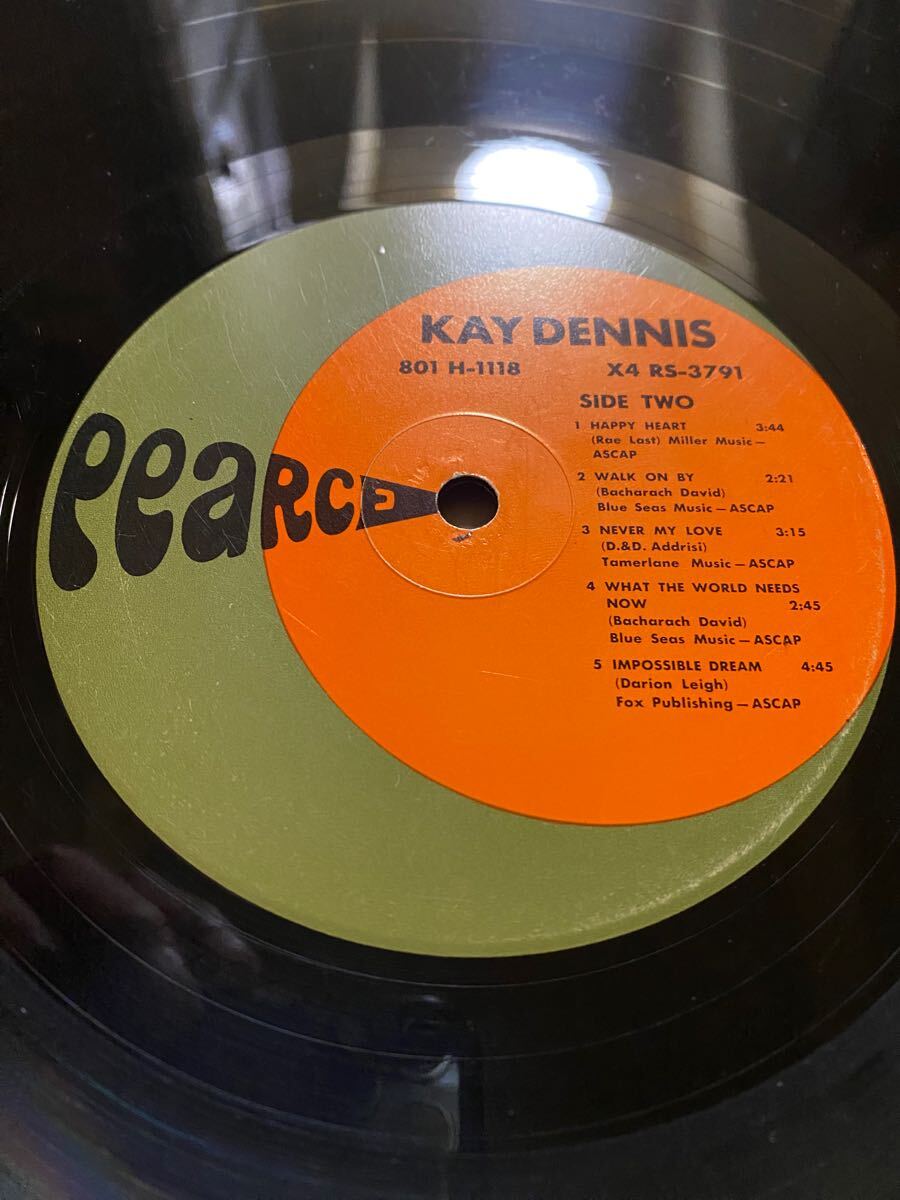 KAY DENNIS
801 H-1118 X4 RS-3791
SIDE TWO
1 HAPPY HEART 3:44
(Rae Last) Miller Music—
ASCAP
2 WALK ON BY 2:21
(Bacharach David)
Blue Seas Music—ASCAP
3 NEVER MY LOVE 3:15
(D.&D. Addrisi)
Tamerlane Music—ASCAP
4 WHAT THE WORLD NEEDS
NOW 2:45
(Bacharach David)
Blue Seas Music—ASCAP
5 IMPOSSIBLE DREAM 4:45
(Darion Leigh)
Fox Publishing—ASCAP
PeaRCE